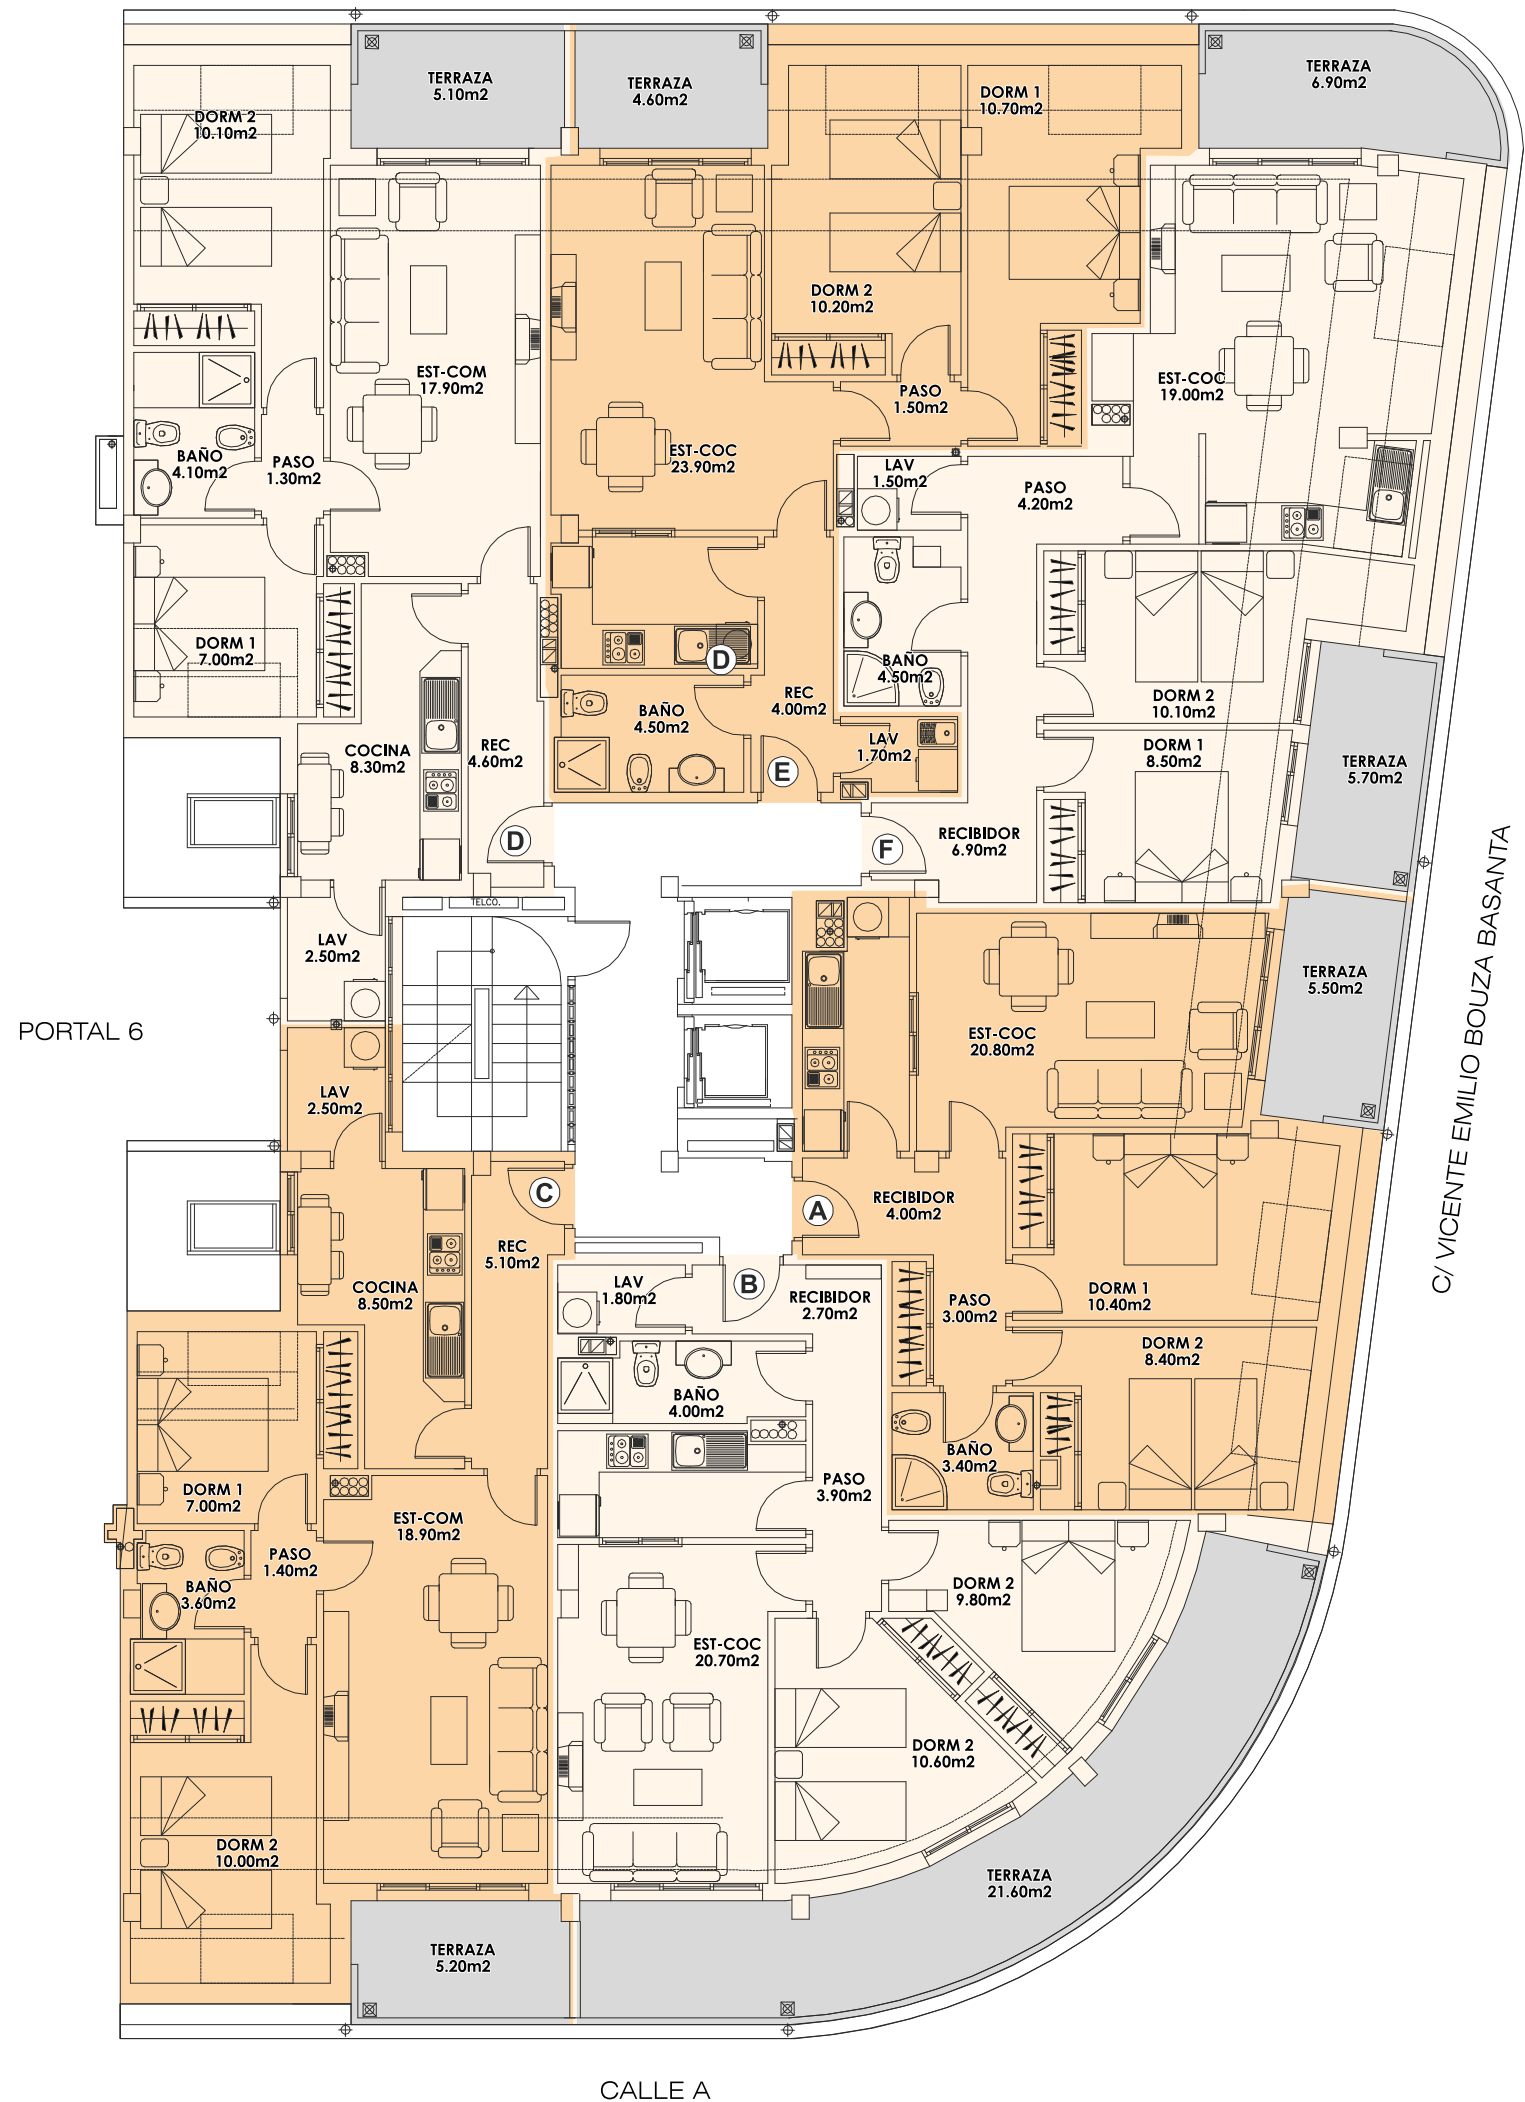 TERRAZA
5.10m2
TERRAZA
4.60m2
DORM 1
10.70m2
TERRAZA
6.90m2
DORM 2
10.10m2
DORM 2
10.20m2
EST-COM
17.90m2
PASO
1.50m2
EST-COC
19.00m2
BAÑO
4.10m2
PASO
1.30m2
EST-COC
23.90m2
LAV
1.50m2
PASO
4.20m2
DORM 1
7.00m2
D
BAÑO
4.50m2
DORM 2
10.10m2
BAÑO
4.50m2
REC
4.00m2
COCINA
8.30m2
REC
4.60m2
LAV
1.70m2
DORM 1
8.50m2
TERRAZA
5.70m2
E
D
F
RECIBIDOR
6.90m2
TELCO.
LAV
2.50m2
TERRAZA
5.50m2
PORTAL 6
EST-COC
20.80m2
C/ VICENTE EMILIO BOUZA BASANTA
LAV
2.50m2
C
A
RECIBIDOR
4.00m2
REC
5.10m2
COCINA
8.50m2
LAV
1.80m2
B
RECIBIDOR
2.70m2
PASO
3.00m2
DORM 1
10.40m2
DORM 2
8.40m2
BAÑO
4.00m2
BAÑO
3.40m2
DORM 1
7.00m2
PASO
3.90m2
EST-COM
18.90m2
PASO
1.40m2
BAÑO
3.60m2
DORM 2
9.80m2
EST-COC
20.70m2
DORM 2
10.60m2
DORM 2
10.00m2
TERRAZA
21.60m2
TERRAZA
5.20m2
CALLE A